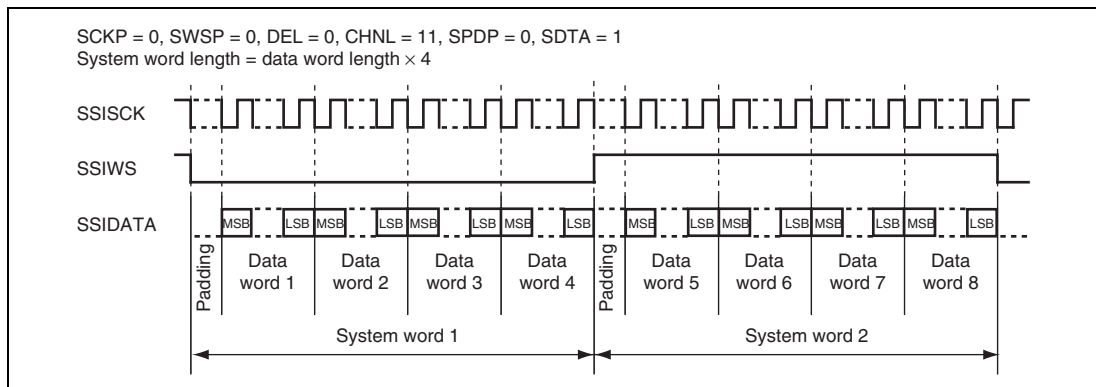 SCKP = 0, SWSP = 0, DEL = 0, CHNL = 11, SPDP = 0, SDTA = 1
System word length = data word length × 4
SSISCK
SSIWS
SSIDATA
MSB LSB MSB LSB MSB LSB MSB LSB MSB LSB MSB LSB MSB LSB MSB LSB
Padding
Data word 1
Data word 2
Data word 3
Data word 4
Padding
Data word 5
Data word 6
Data word 7
Data word 8
System word 1
System word 2